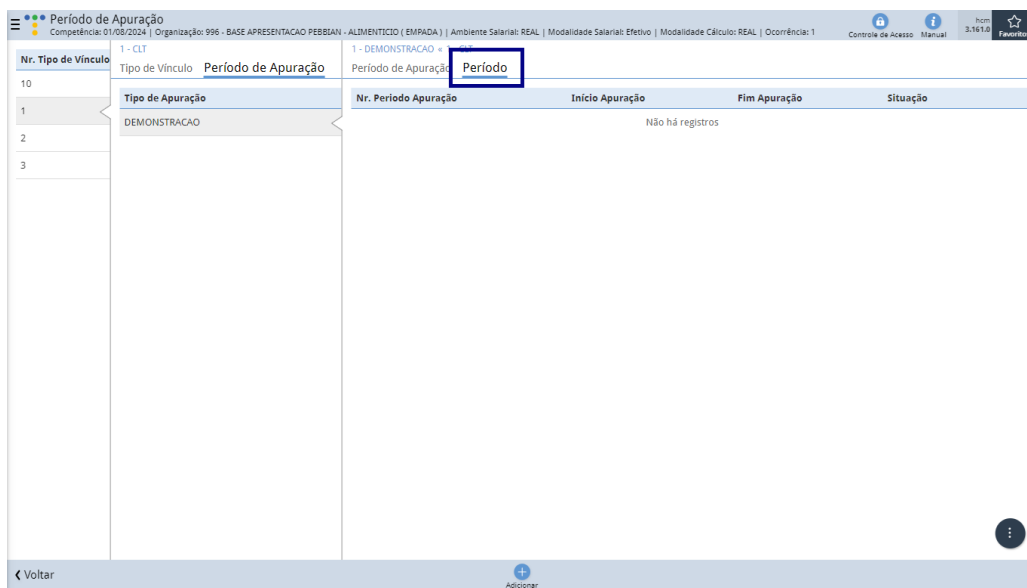 Período de Apuração
Competência: 01/08/2024 | Organização: 996 - BASE APRESENTACAO PEBBIAN - ALIMENTICIO ( EMPADA ) | Ambiente Salarial: REAL | Modalidade Salarial: Efetivo | Modalidade Cálculo: REAL | Ocorrência: 1
Controle de Acesso
Manual
hcm
3.161.0
Favorito
Nr. Tipo de Vínculo
10
1
2
3
1 - CLT
Tipo de Vínculo Período de Apuração
Tipo de Apuração
DEMONSTRACAO
1 - DEMONSTRACAO « 1 - CLT
Período de Apuração Período
Nr. Periodo Apuração Início Apuração Fim Apuração Situação
Não há registros
Voltar
Adicionar